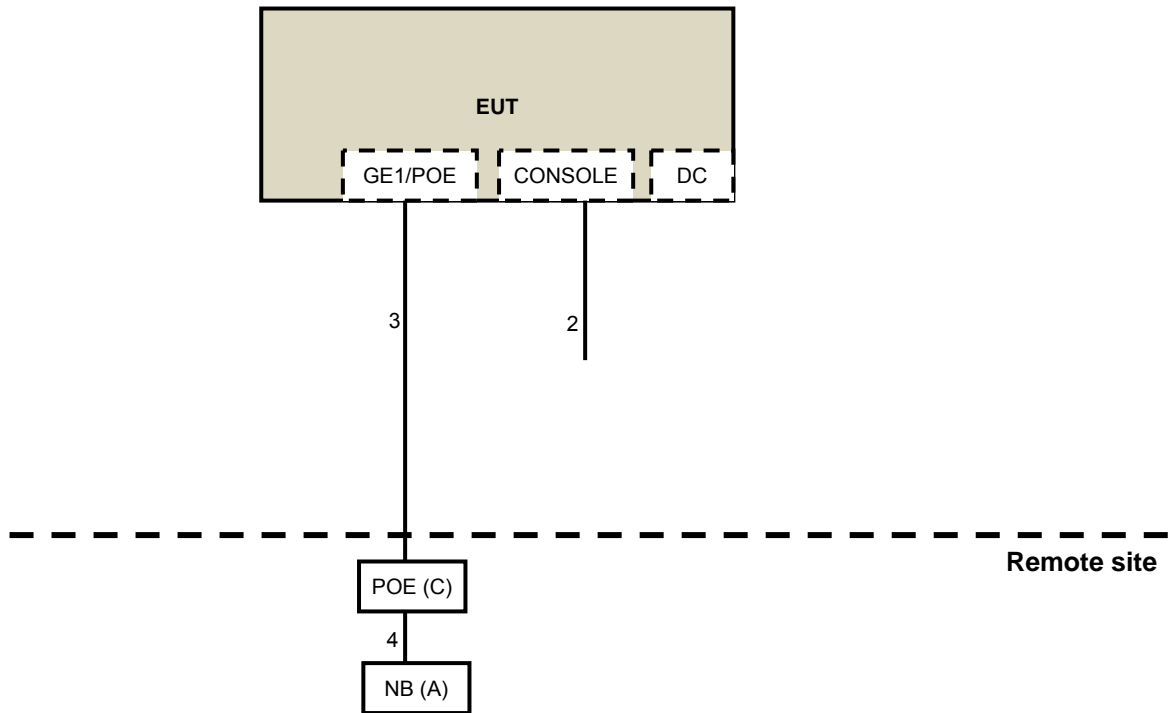 EUT
GE1/POE CONSOLE DC
3 2
Remote site
POE (C)
4
NB (A)